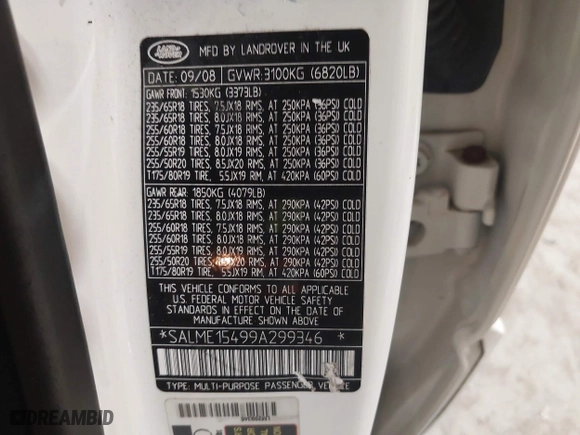 LAND ROVER
MFD BY LANDROVER IN THE UK
DATE: 09/08 GVWR:3100KG (6820LB)
GAWR FRONT: 1530KG (3373LB)
235/65R18 TIRES, 7.5JX18 RIMS, AT 250KPA (36PSI) COLD
235/65R18 TIRES, 8.0JX18 RIMS, AT 250KPA (36PSI) COLD
255/60R18 TIRES, 7.5JX18 RIMS, AT 250KPA (36PSI) COLD
255/60R18 TIRES, 8.0JX18 RIMS, AT 250KPA (36PSI) COLD
255/55R19 TIRES, 8.0JX19 RIMS, AT 250KPA (36PSI) COLD
255/50R20 TIRES, 8.5JX20 RIMS, AT 250KPA (36PSI) COLD
T175/80R19 TIRE, 5.5JX19 RIM, AT 420KPA (60PSI) COLD
GAWR REAR: 1850KG (4079LB)
235/65R18 TIRES, 7.5JX18 RIMS, AT 290KPA (42PSI) COLD
235/65R18 TIRES, 8.0JX18 RIMS, AT 290KPA (42PSI) COLD
255/60R18 TIRES, 7.5JX18 RIMS, AT 290KPA (42PSI) COLD
255/60R18 TIRES, 8.0JX18 RIMS, AT 290KPA (42PSI) COLD
255/55R19 TIRES, 8.0JX19 RIMS, AT 290KPA (42PSI) COLD
255/50R20 TIRES, RIMS, AT 290KPA (42PSI) COLD
T175/80R19 TIRE, 5.5JX19 RIM, AT 420KPA (60PSI) COLD
THIS VEHICLE CONFORMS TO ALL APPLICABLE
U.S. FEDERAL MOTOR VEHICLE SAFETY
STANDARDS IN EFFECT ON THE DATE OF
MANUFACTURE SHOWN ABOVE.
*SALME15499A299346 *
TYPE: MULTI-PURPOSE PASSENGER VEHICLE
© DREAMBID